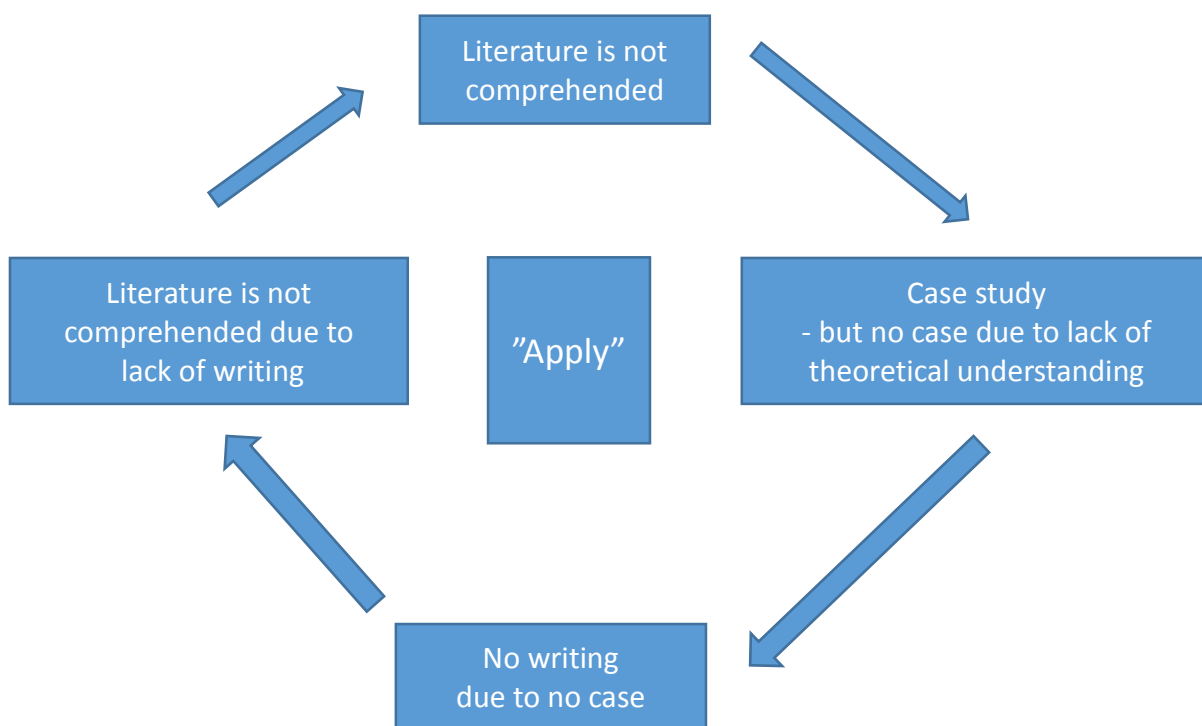 Literature is not
comprehended
Literature is not
comprehended due to
lack of writing
”Apply”
Case study
- but no case due to lack of
theoretical understanding
No writing
due to no case